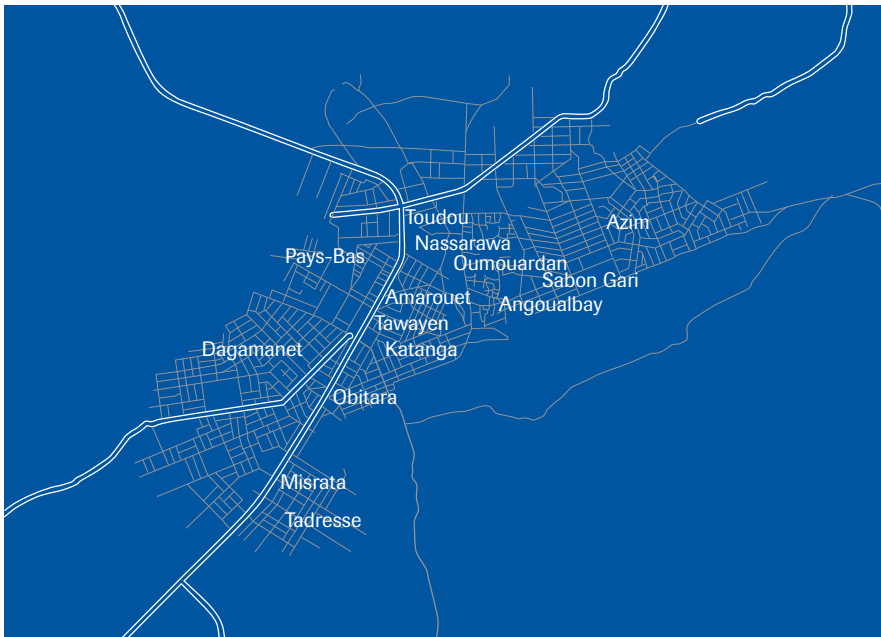 Toudou
Azim
Nassarawa
Pays-Bas
Oumouardan
Sabon Gari
Amarouet
Angoualbay
Tawayen
Dagamanet
Katanga
Obitara
Misrata
Tadresse